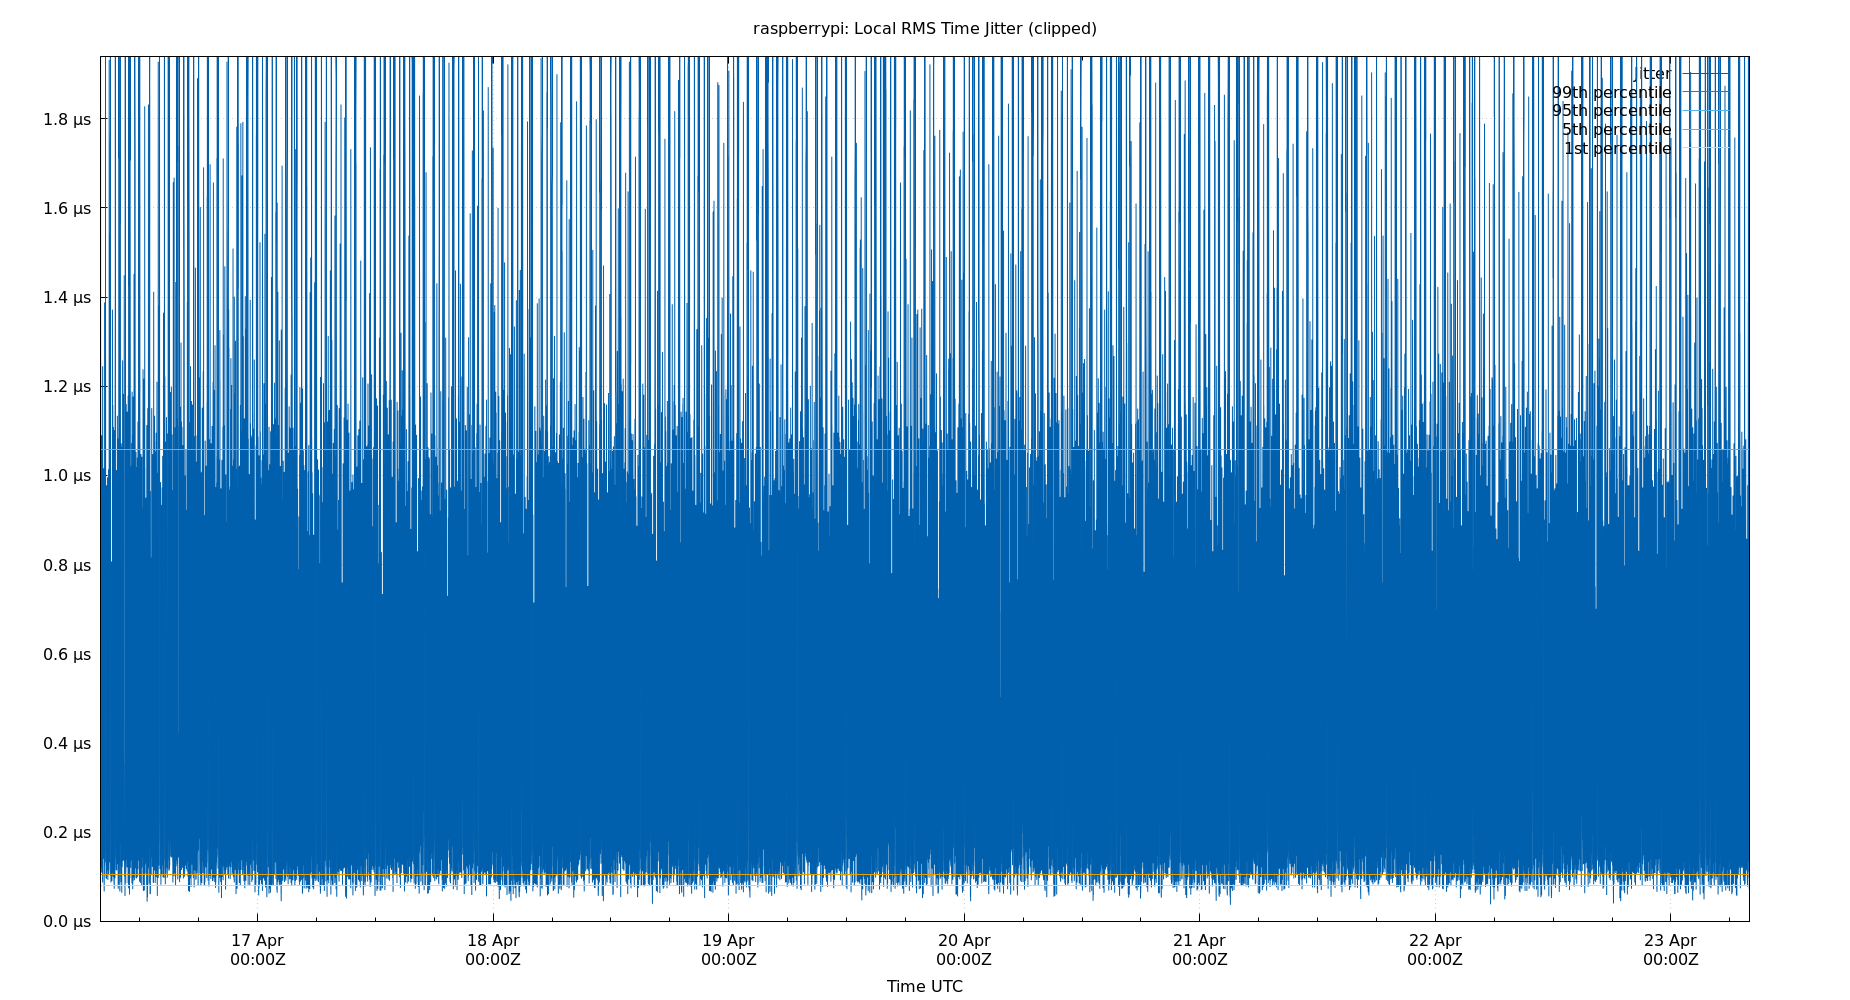 raspberrypi: Local RMS Time Jitter (clipped)
jitter
99th percentile
95th percentile
5th percentile
1st percentile
1.8 µs
1.6 µs
1.4 µs
1.2 µs
1.0 µs
0.8 µs
0.6 µs
0.4 µs
0.2 µs
0.0 µs
17 Apr 18 Apr 19 Apr 20 Apr 21 Apr 22 Apr 23 Apr
00:00Z 00:00Z 00:00Z 00:00Z 00:00Z 00:00Z 00:00Z
Time UTC